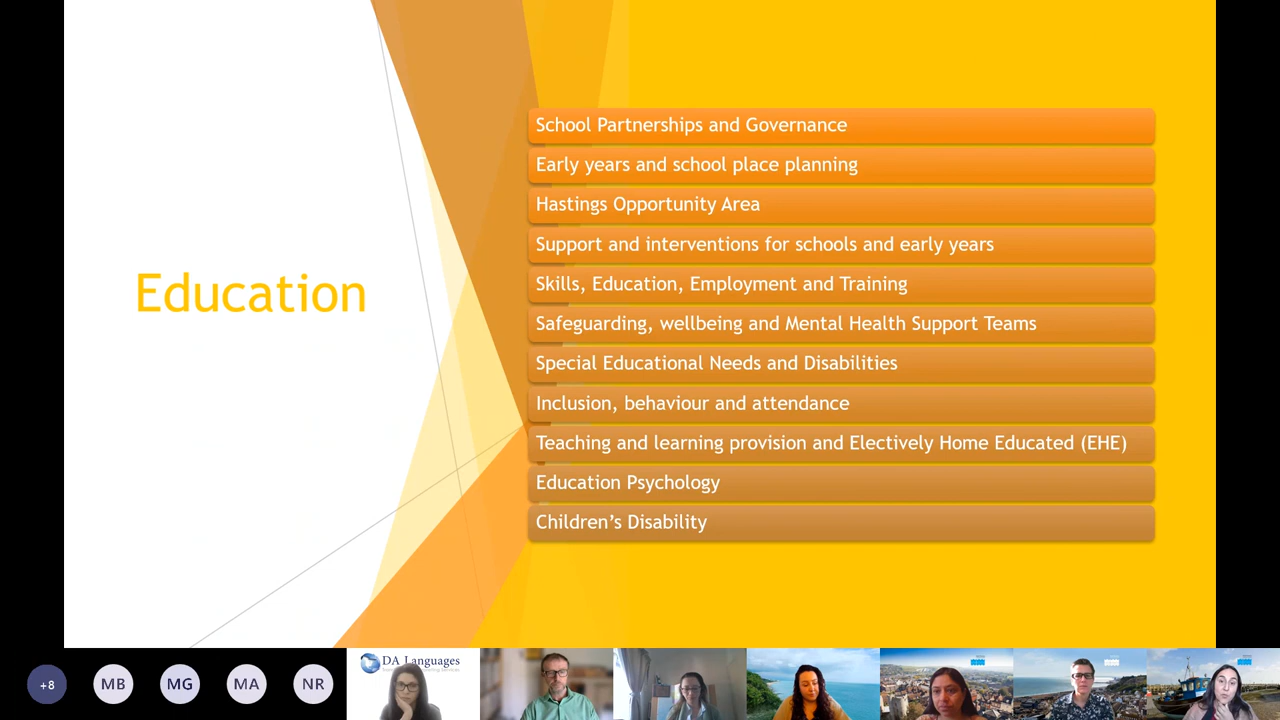 Education
School Partnerships and Governance
Early years and school place planning
Hastings Opportunity Area
Support and interventions for schools and early years
Skills, Education, Employment and Training
Safeguarding, wellbeing and Mental Health Support Teams
Special Educational Needs and Disabilities
Inclusion, behaviour and attendance
Teaching and learning provision and Electively Home Educated (EHE)
Education Psychology
Children’s Disability
+8
MB
MG
MA
NR
DA Languages